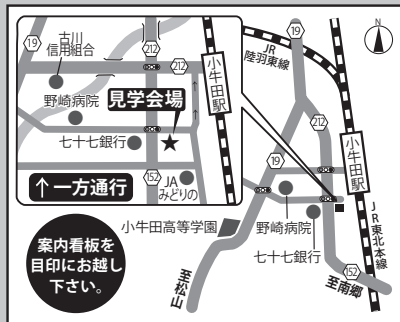 19
古川
信用組合
212
212
小牛田駅
野崎病院
見学会場
七十七銀行
★
↑一方通行
152
JA
みどりの
案内看板を
目印にお越し
下さい。
N
19
JR
陸羽東線
212
小牛田駅
19
小牛田高等学園
野崎病院
七十七銀行
JR東北本線
152
至南郷
至松山